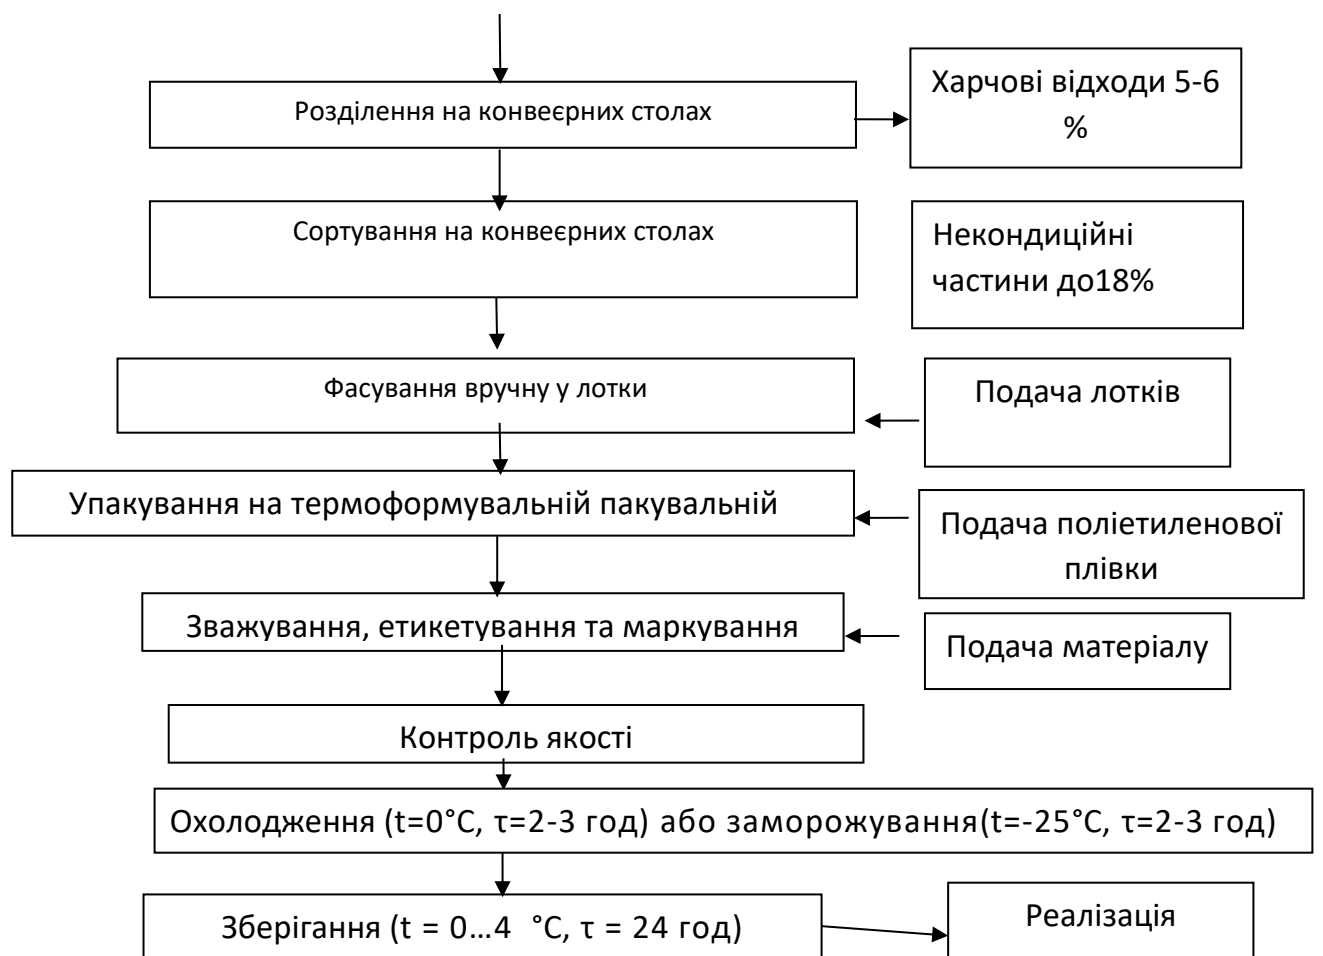 Розділення на конвеєрних столах
Харчові відходи 5-6
%
Сортування на конвеєрних столах
Некондиційні
частини до18%
Фасування вручну у лотки
Подача лотків
Упакування на термоформувальній пакувальній
Подача поліетиленової
плівки
Зважування, етикетування та маркування
Подача матеріалу
Контроль якості
Охолодження (t=0°C, τ=2-3 год) або заморожування(t=-25°C, τ=2-3 год)
Зберігання (t = 0...4 °C, τ = 24 год)
Реалізація